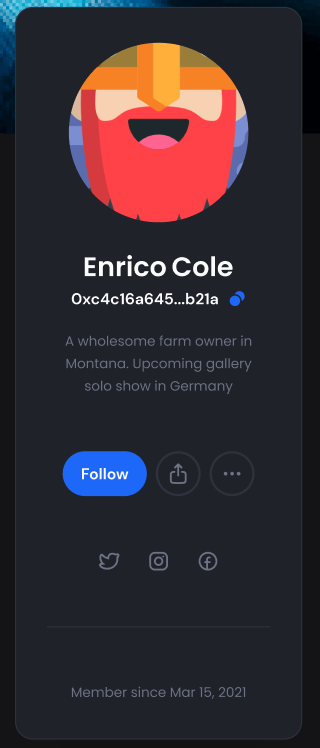 Enrico Cole
0xc4c16a645...b21a
A wholesome farm owner in
Montana. Upcoming gallery
solo show in Germany
Follow
Member since Mar 15, 2021